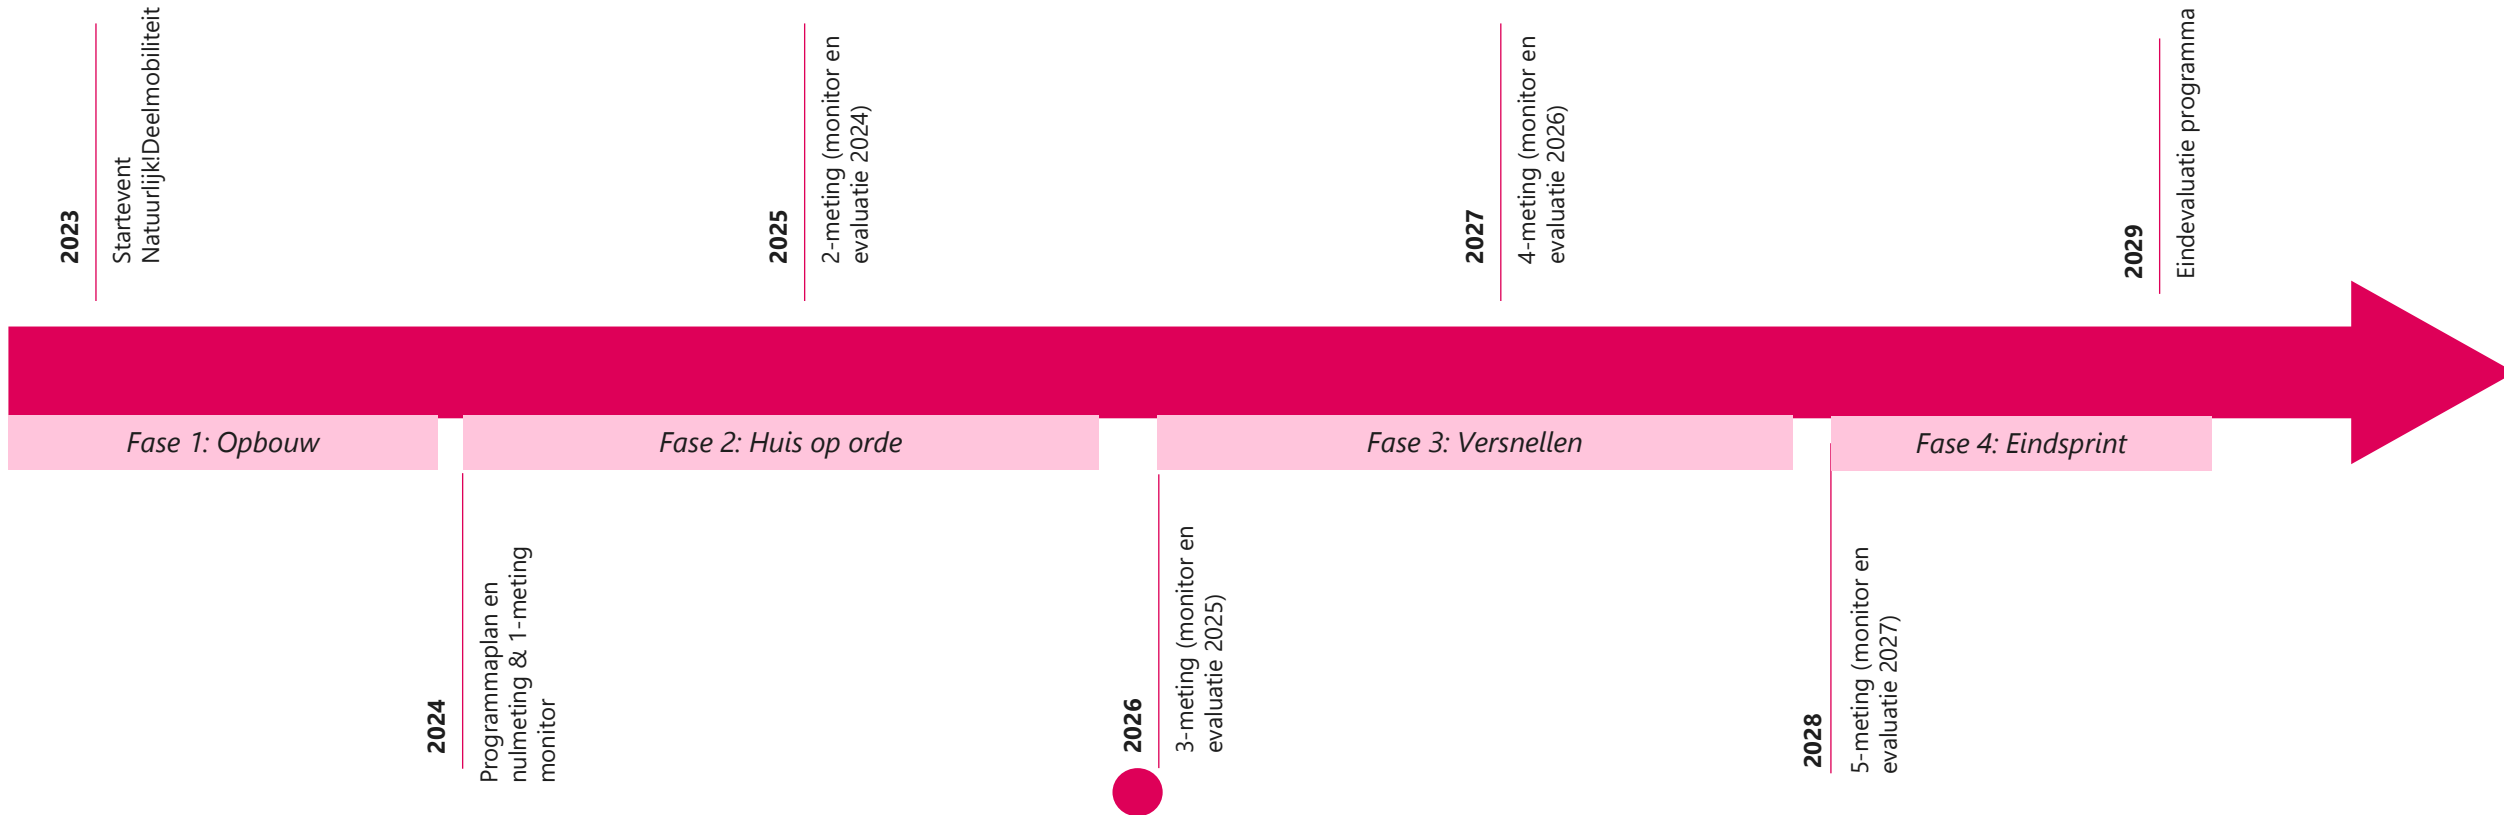 2023
Startevent
Natuurlijk!Deelmobiliteit
2025
2-meting (monitor en
evaluatie 2024)
2027
4-meting (monitor en
evaluatie 2026)
2029
Eindevaluatie programma
Fase 1: Opbouw
Fase 2: Huis op orde
Fase 3: Versnellen
Fase 4: Eindsprint
2024
Programmaplan en
nulmeting & 1-meting
monitor
2026
3-meting (monitor en
evaluatie 2025)
2028
5-meting (monitor en
evaluatie 2027)